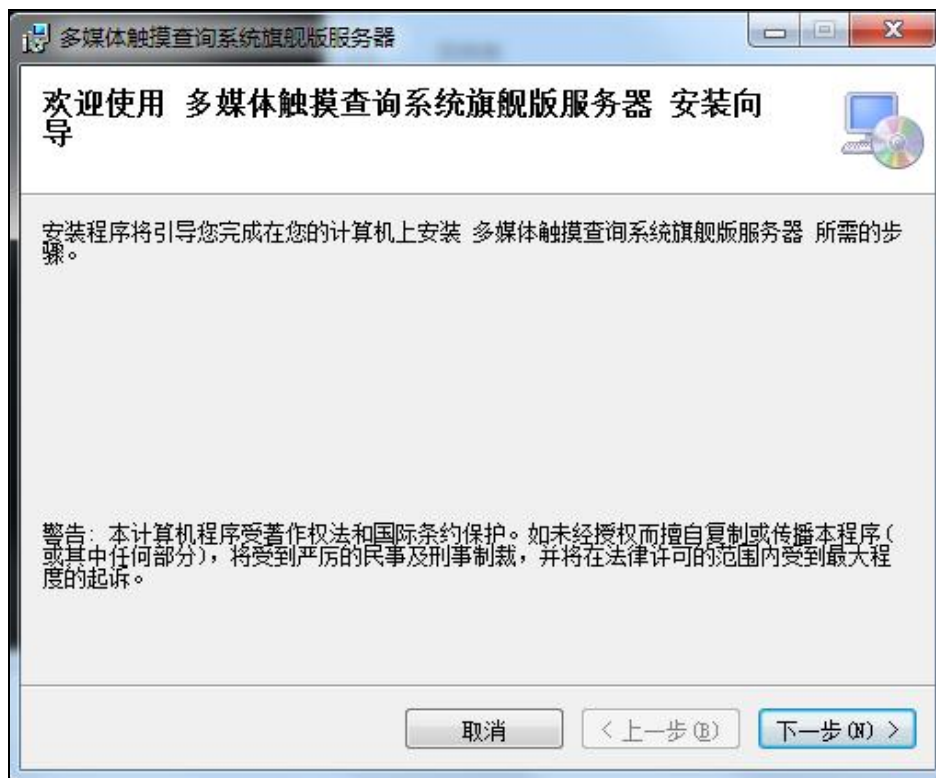 多媒体触摸查询系统旗舰版服务器
欢迎使用 多媒体触摸查询系统旗舰版服务器 安装向
导
安装程序将引导您完成在您的计算机上安装 多媒体触摸查询系统旗舰版服务器 所需的步
骤。
警告: 本计算机程序受著作权法和国际条约保护。如未经授权而擅自复制或传播本程序(
或其中任何部分), 将受到严厉的民事及刑事制裁, 并将在法律许可的范围内受到最大程
度的起诉。
取消 < 上一步(B) 下一步(N) >